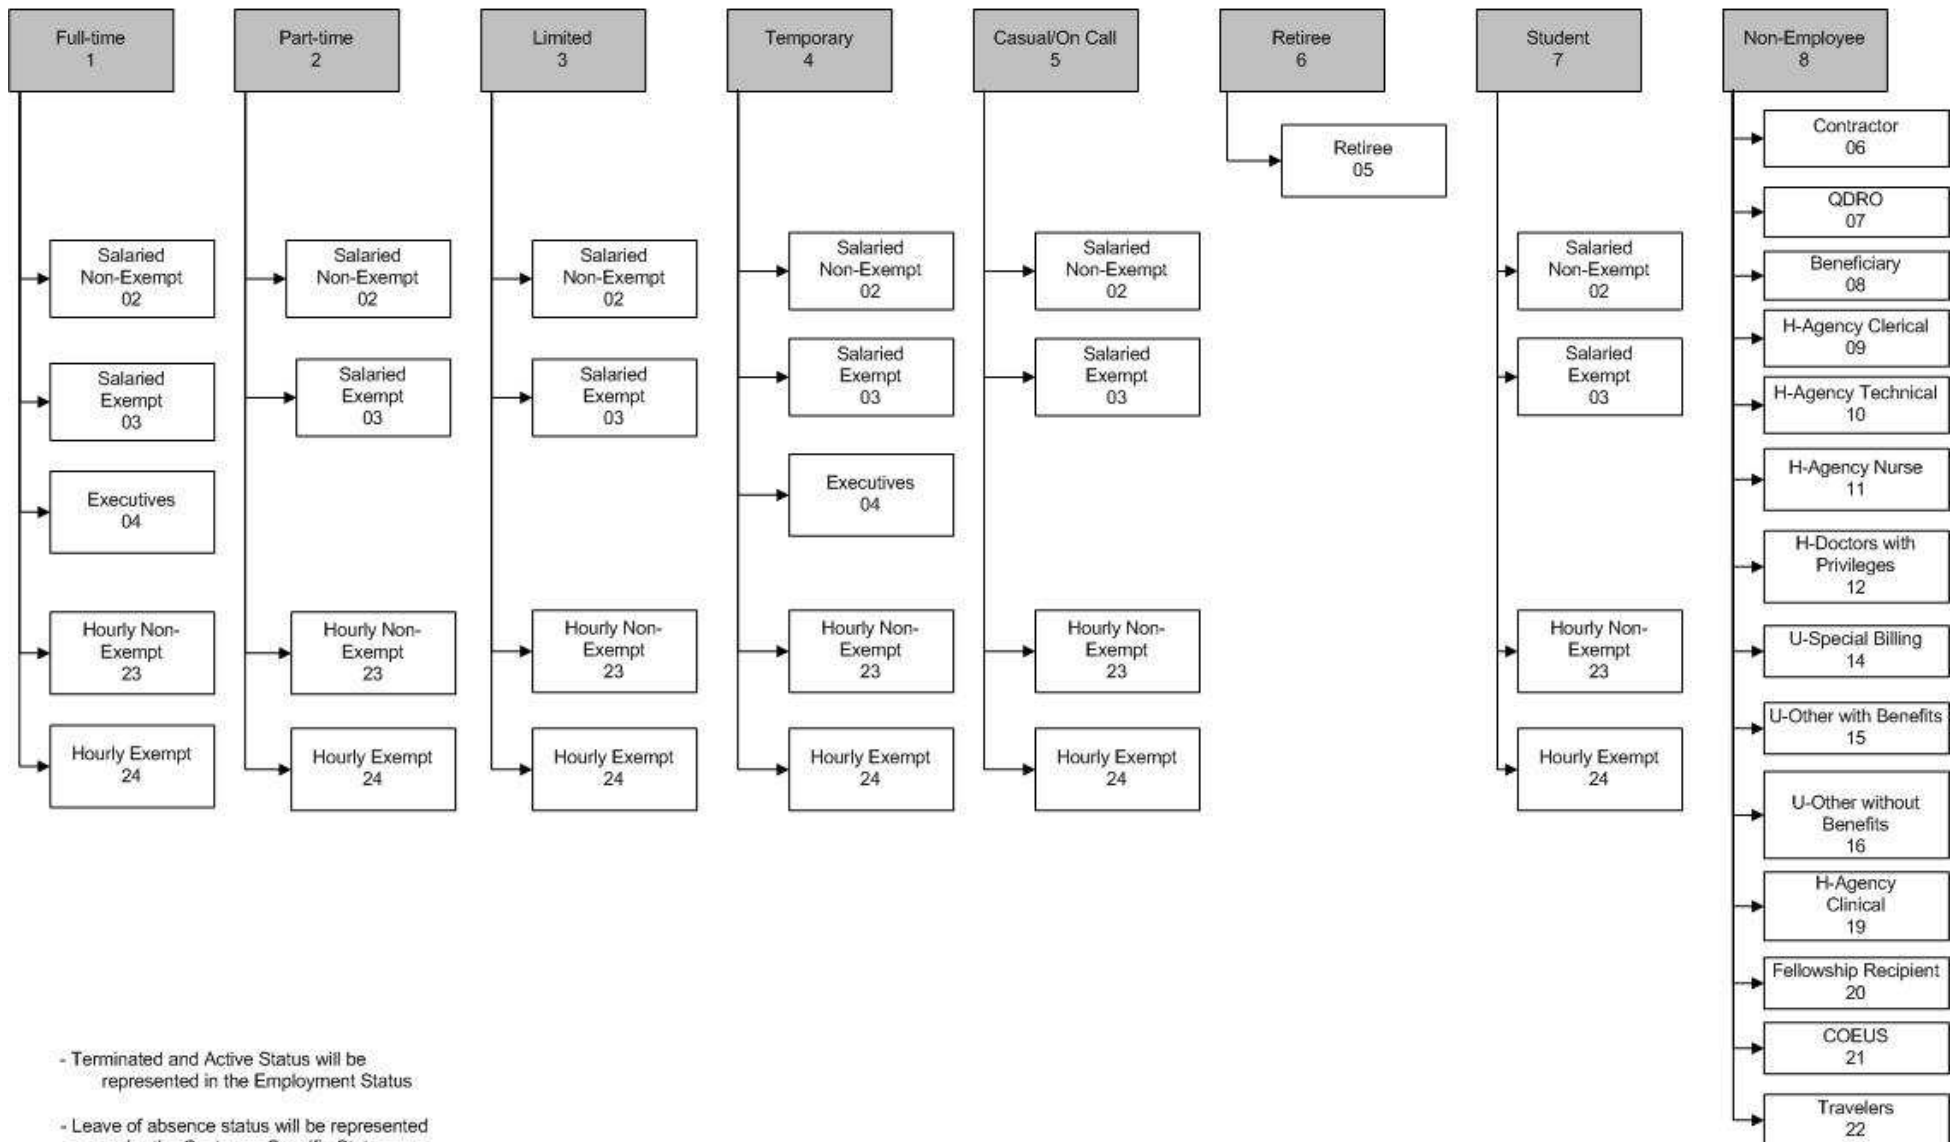 Full-time
1
Part-time
2
Limited
3
Temporary
4
Casual/On Call
5
Retiree
6
Student
7
Non-Employee
8
Salaried
Non-Exempt
02
Salaried
Exempt
03
Executives
04
Hourly Non-
Exempt
23
Hourly Exempt
24
Salaried
Non-Exempt
02
Salaried
Exempt
03
Hourly Non-
Exempt
23
Hourly Exempt
24
Salaried
Non-Exempt
02
Salaried
Exempt
03
Hourly Non-
Exempt
23
Hourly Exempt
24
Salaried
Non-Exempt
02
Salaried
Exempt
03
Executives
04
Hourly Non-
Exempt
23
Hourly Exempt
24
Salaried
Non-Exempt
02
Salaried
Exempt
03
Hourly Non-
Exempt
23
Hourly Exempt
24
Retiree
05
Salaried
Non-Exempt
02
Salaried
Exempt
03
Hourly Non-
Exempt
23
Hourly Exempt
24
Contractor
06
QDRO
07
Beneficiary
08
H-Agency Clerical
09
H-Agency Technical
10
H-Agency Nurse
11
H-Doctors with
Privileges
12
U-Special Billing
14
U-Other with Benefits
15
U-Other without
Benefits
16
H-Agency
Clinical
19
Fellowship Recipient
20
COEUS
21
Travelers
22
- Terminated and Active Status will be
represented in the Employment Status
- Leave of absence status will be represented